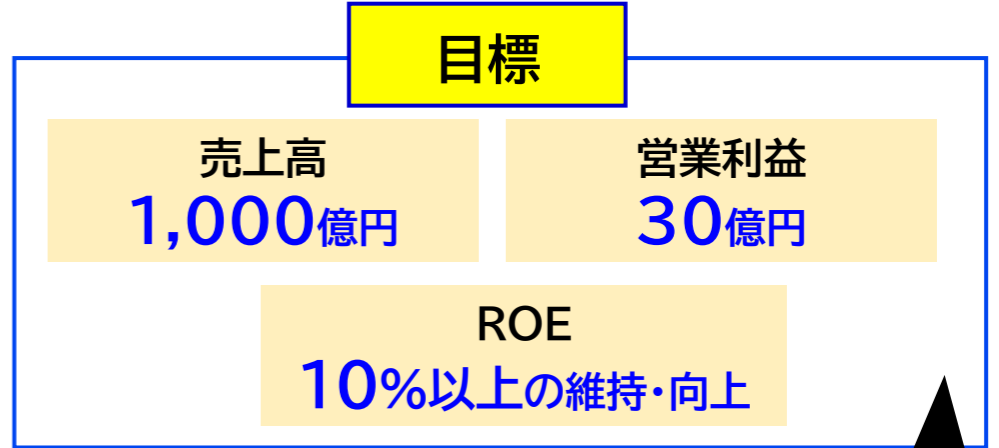 目標
売上高
1,000億円
営業利益
30億円
ROE
10%以上の維持・向上